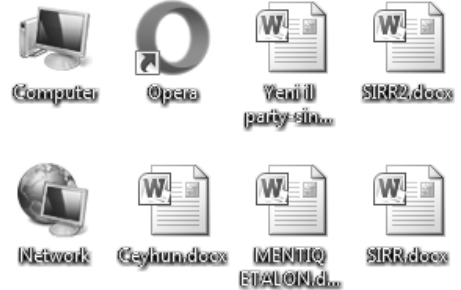 Computer
Opera
Yeni il
party-sin...
SIRR2.docx
Network
Ceyhun.docx
MENTIQ
ETALON.d...
SIRR.docx